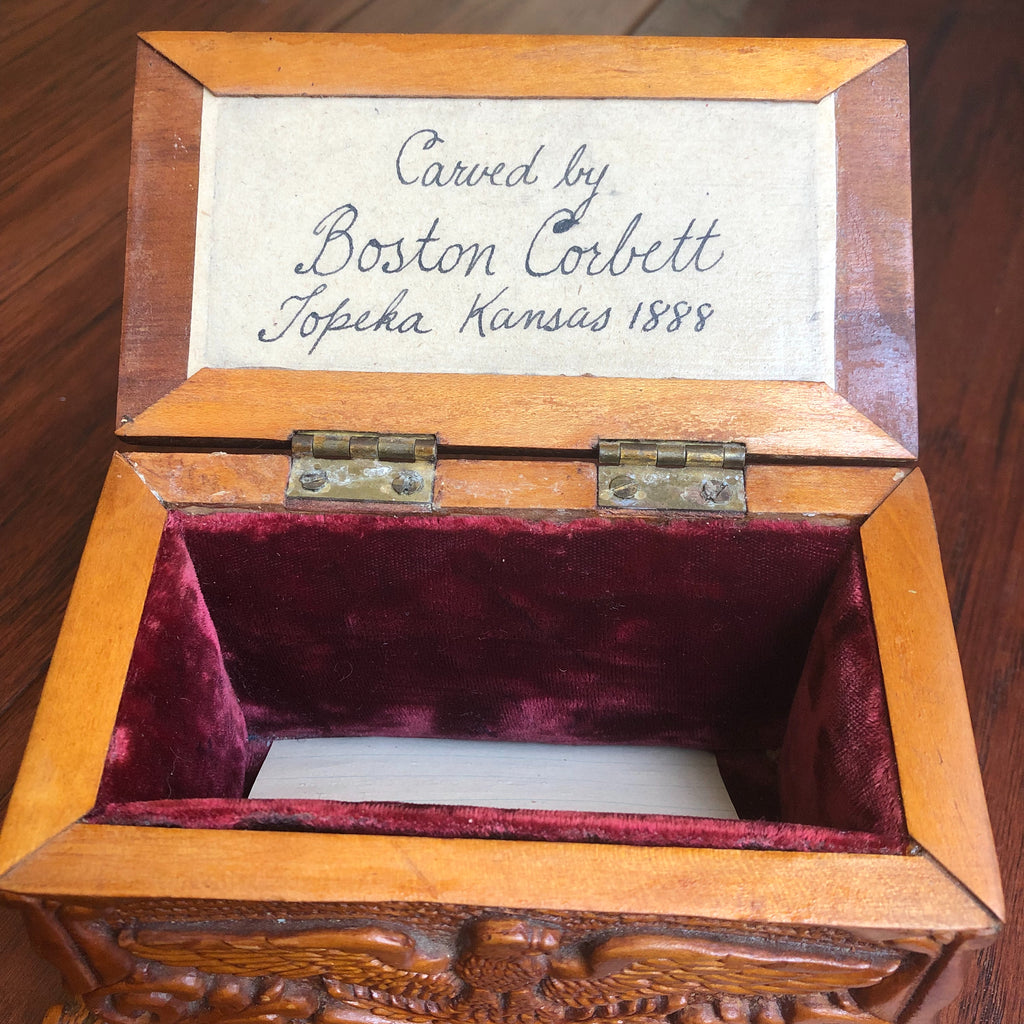 Carved by
Boston Corbett
Topeka Kansas 1888